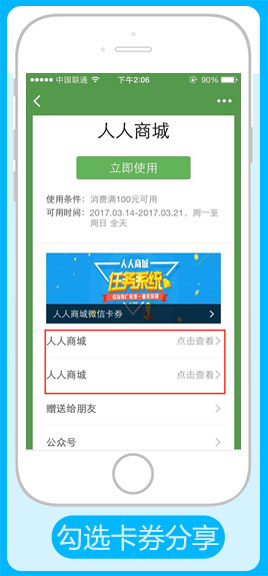 中国联通
下午2:06
90%
人人商城
立即使用
使用条件: 消费满100元可用
可用时间: 2017.03.14-2017.03.21, 周一至
周日 全天
人人商城
任务系统
人人商城微信卡券
人人商城 点击查看
人人商城 点击查看
赠送给朋友
公众号
勾选卡券分享